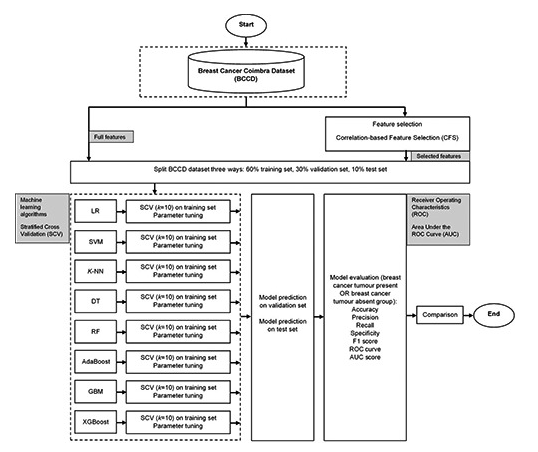 Start
Breast Cancer Coimbra Dataset
(BCCD)
Full features
Feature selection
Correlation-based Feature Selection (CFS)
Selected features
Split BCCD dataset three ways: 60% training set, 30% validation set, 10% test set
Machine
learning
algorithms
Stratified Cross
Validation (SCV)
LR
SCV (k=10) on training set
Parameter tuning
SVM
SCV (k=10) on training set
Parameter tuning
K-NN
SCV (k=10) on training set
Parameter tuning
DT
SCV (k=10) on training set
Parameter tuning
RF
SCV (k=10) on training set
Parameter tuning
AdaBoost
SCV (k=10) on training set
Parameter tuning
GBM
SCV (k=10) on training set
Parameter tuning
XGBoost
SCV (k=10) on training set
Parameter tuning
Model prediction
on validation set
Model prediction
on test set
Receiver Operating
Characteristics
(ROC)
Area Under the
ROC Curve (AUC)
Model evaluation (breast
cancer tumour present
OR breast cancer
tumour absent group):
Accuracy
Precision
Recall
Specificity
F1 score
ROC curve
AUC score
Comparison
End